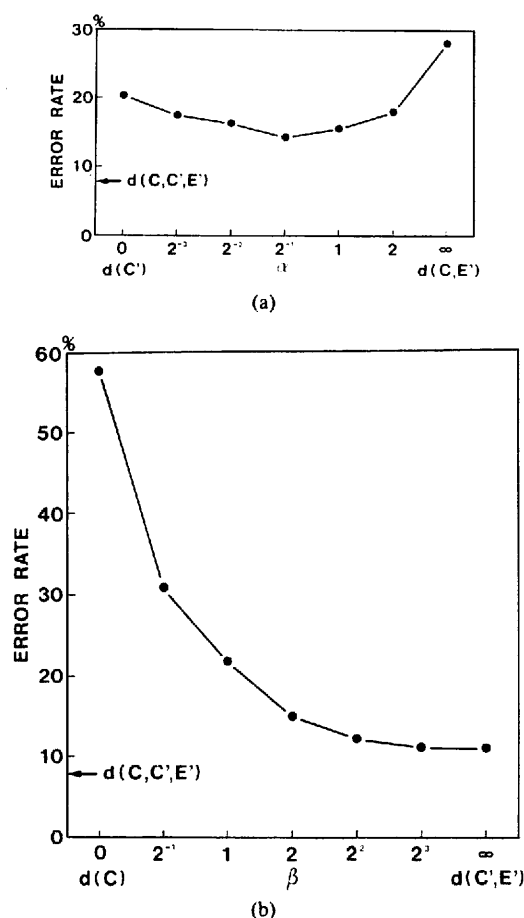 %
30%
20
10
0
ERROR RATE
d(C,C',E')
0 2⁻³ 2⁻² 2⁻¹ 1 2 ∞
d(C') α d(C,E')
(a)
%
60
50
40
30
20
10
0
ERROR RATE
d(C,C',E')
0 2⁻¹ 1 2 2² 2³ ∞
d(C) β d(C',E')
(b)